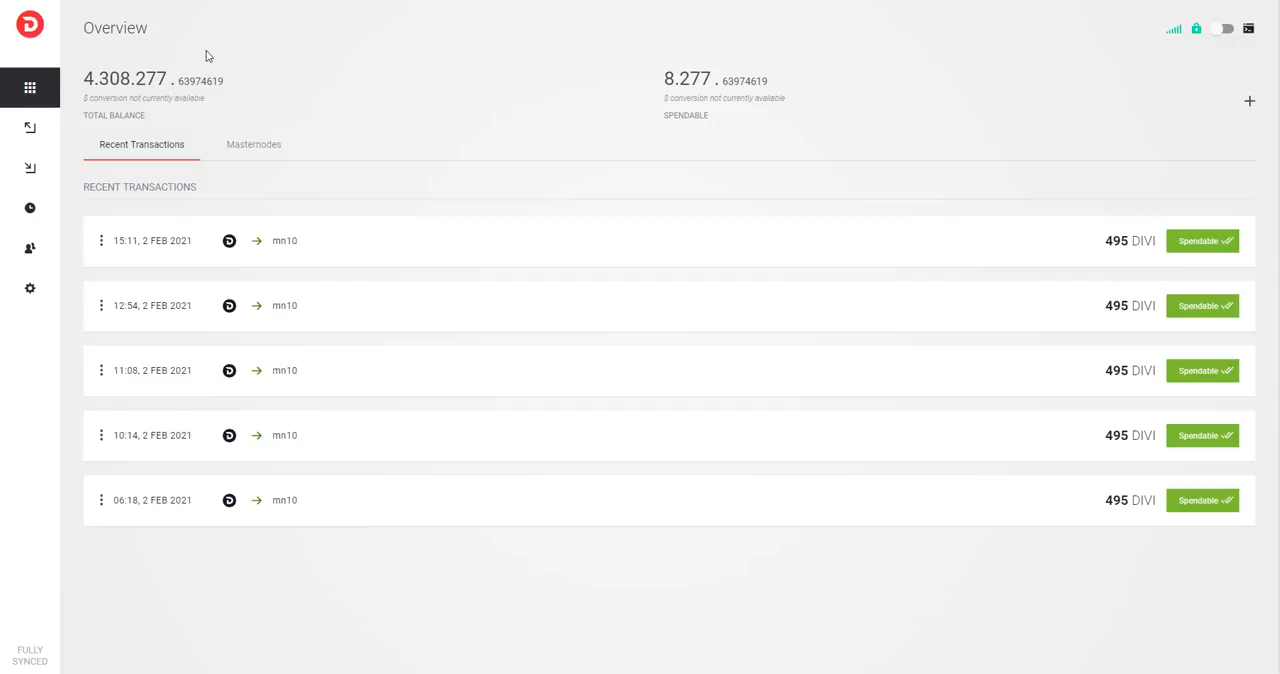 Overview
4.308.277 . 63974619
$ conversion not currently available
TOTAL BALANCE
8.277 . 63974619
$ conversion not currently available
SPENDABLE
Recent Transactions
Masternodes
RECENT TRANSACTIONS
15:11, 2 FEB 2021 mn10 495 DIVI Spendable
12:54, 2 FEB 2021 mn10 495 DIVI Spendable
11:08, 2 FEB 2021 mn10 495 DIVI Spendable
10:14, 2 FEB 2021 mn10 495 DIVI Spendable
06:18, 2 FEB 2021 mn10 495 DIVI Spendable
FULLY
SYNCED